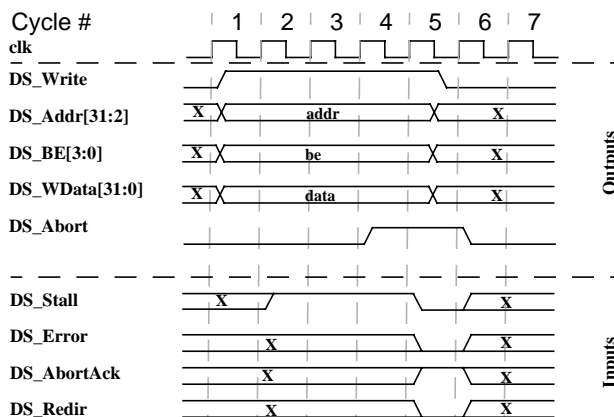 Cycle # 1 2 3 4 5 6 7
clk
DS_Write
DS_Addr[31:2] X addr X
DS_BE[3:0] X be X
DS_WData[31:0] X data X
DS_Abort
Outputs
DS_Stall X X
DS_Error X X
DS_AbortAck X X
DS_Redir X X
Inputs